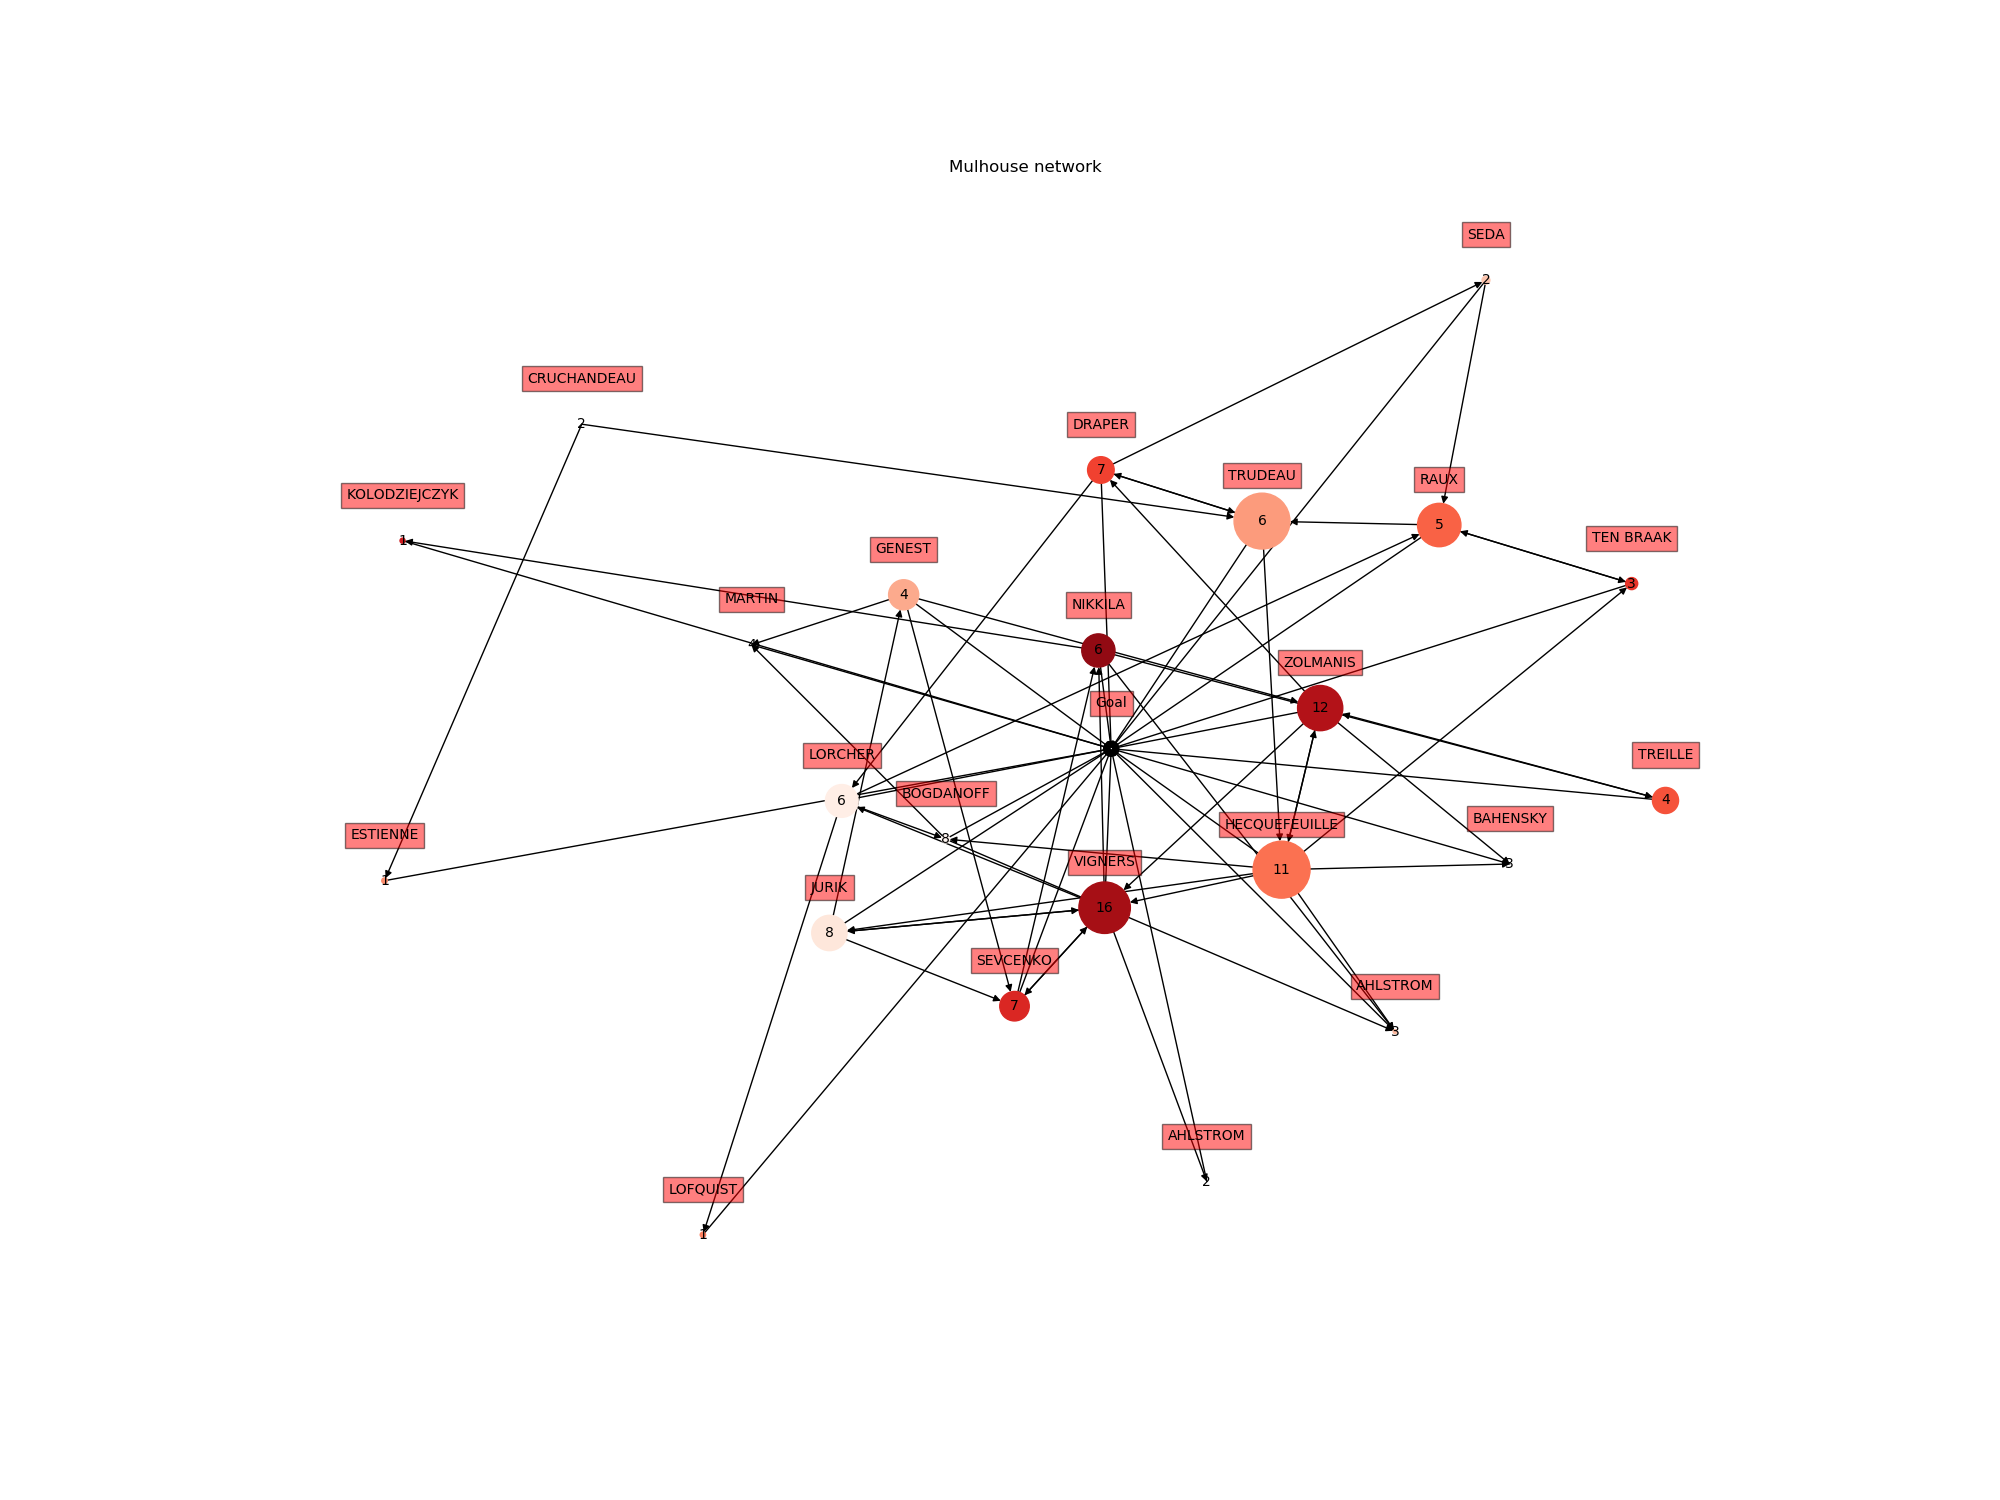 Mulhouse network
SEDA
2
CRUCHANDEAU
2
DRAPER
7
TRUDEAU
6
RAUX
5
KOLODZIEJCZYK
1
TEN BRAAK
3
GENEST
4
MARTIN
4
NIKKILA
6
ZOLMANIS
12
Goal
LORCHER
6
TREILLE
4
BOGDANOFF
8
BAHENSKY
3
HECQUEFEUILLE
11
ESTIENNE
1
VIGNERS
16
JURIK
8
SEVCENKO
7
AHLSTROM
3
AHLSTROM
2
LOFQUIST
1